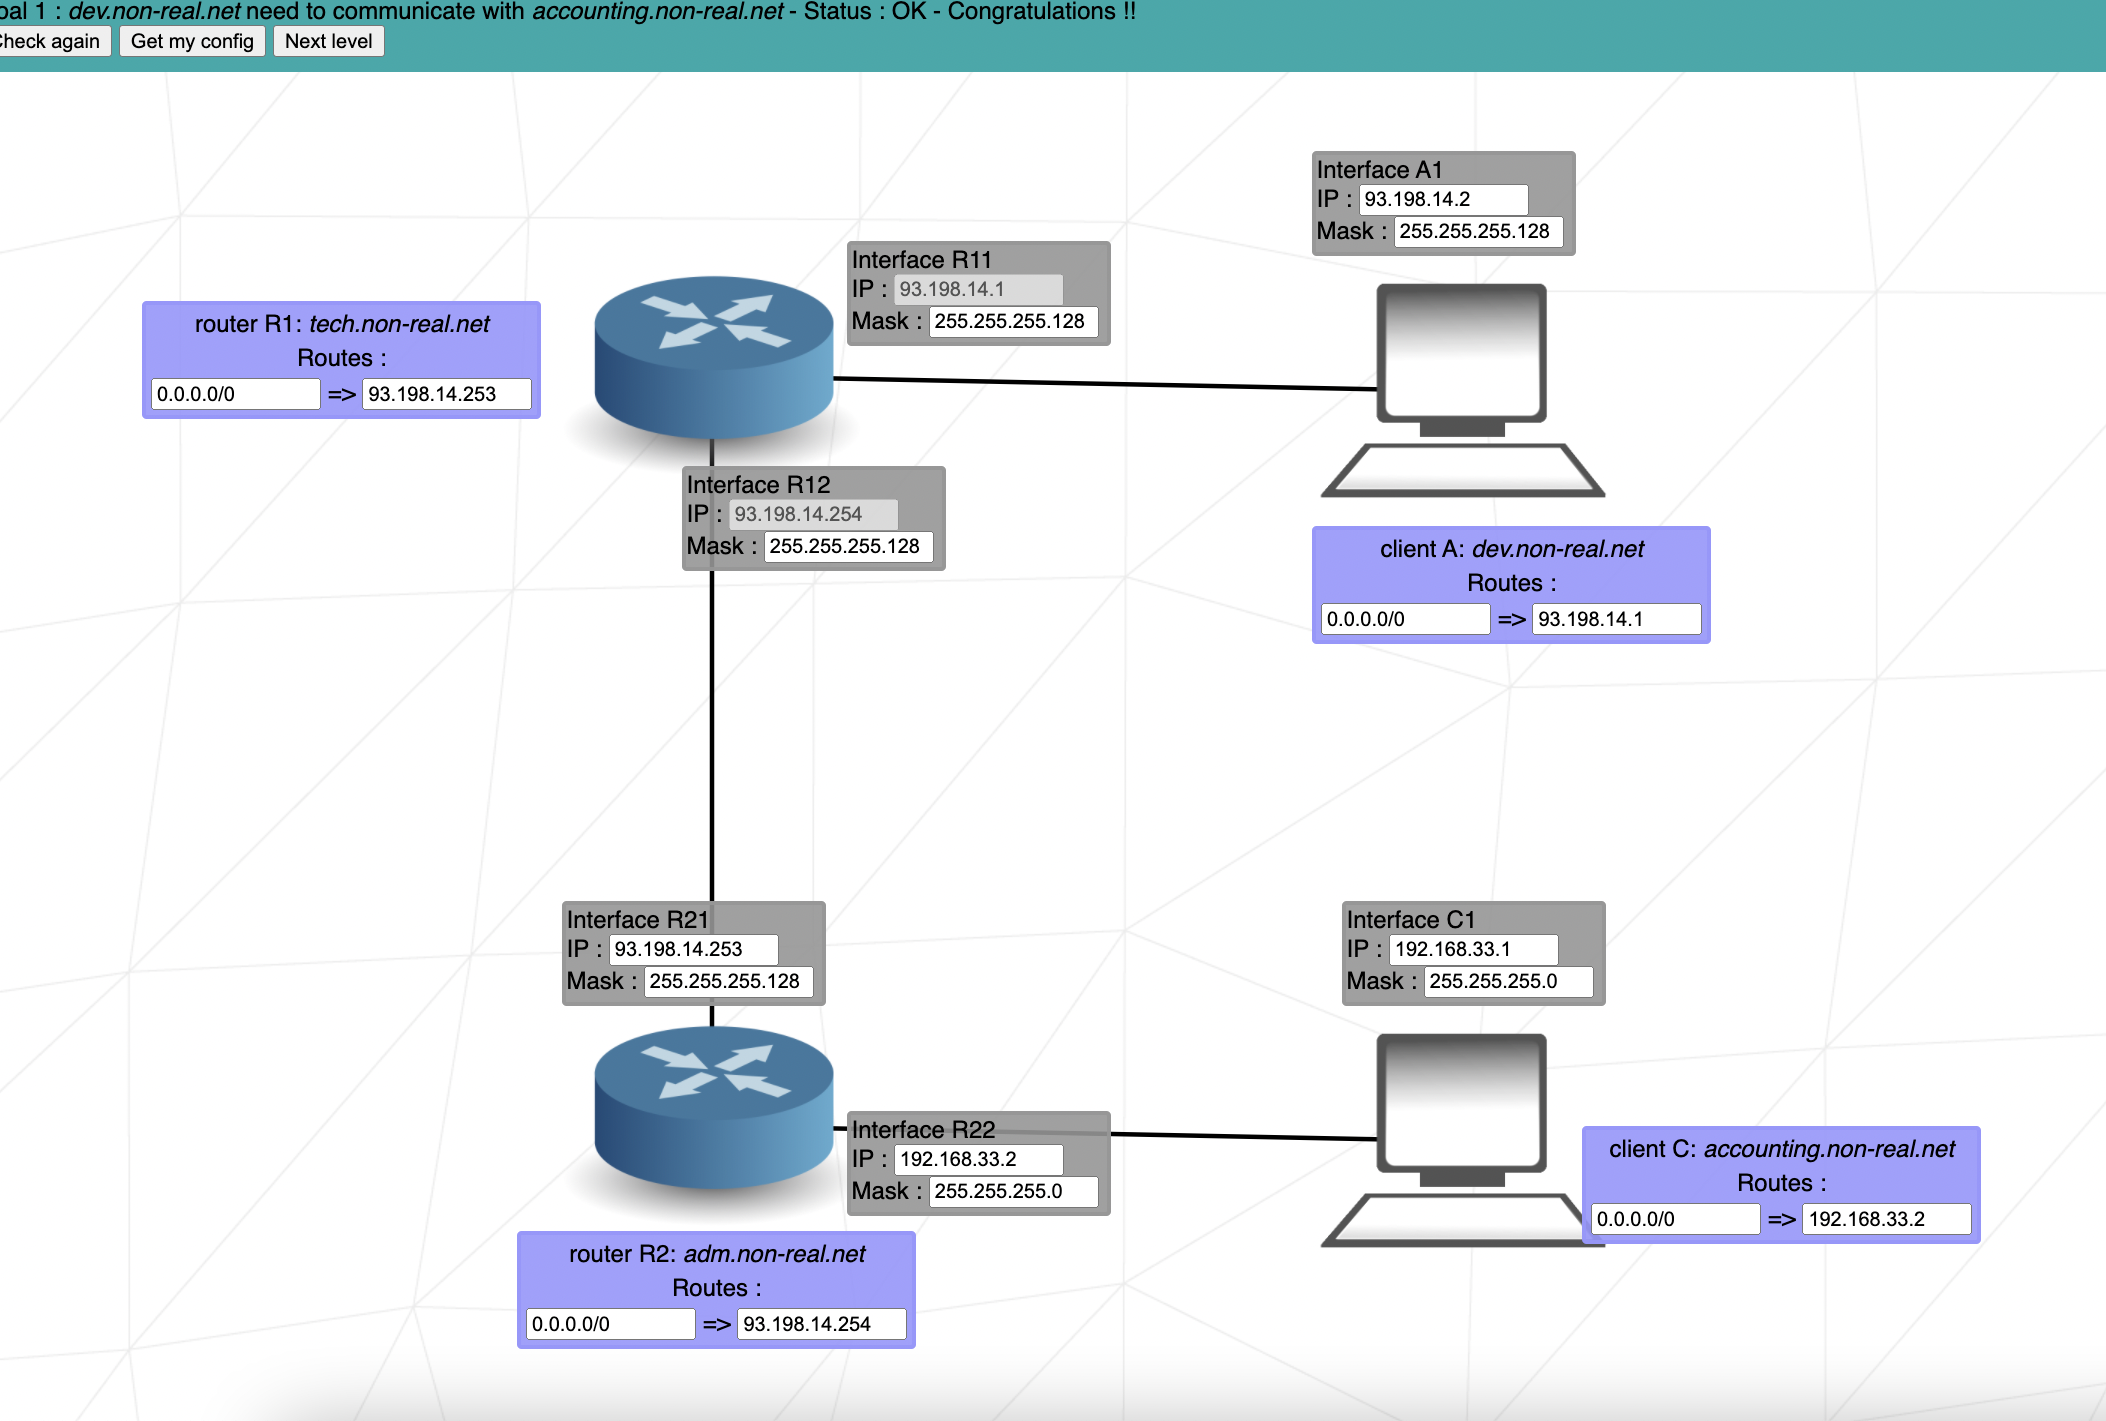 oal 1 : dev.non-real.net need to communicate with accounting.non-real.net - Status : OK - Congratulations !!
Check again Get my config Next level
Interface A1
IP : 93.198.14.2
Mask : 255.255.255.128
Interface R11
IP : 93.198.14.1
Mask : 255.255.255.128
router R1: tech.non-real.net
Routes :
0.0.0.0/0 => 93.198.14.253
Interface R12
IP : 93.198.14.254
Mask : 255.255.255.128
client A: dev.non-real.net
Routes :
0.0.0.0/0 => 93.198.14.1
Interface R21
IP : 93.198.14.253
Mask : 255.255.255.128
Interface C1
IP : 192.168.33.1
Mask : 255.255.255.0
Interface R22
IP : 192.168.33.2
Mask : 255.255.255.0
client C: accounting.non-real.net
Routes :
0.0.0.0/0 => 192.168.33.2
router R2: adm.non-real.net
Routes :
0.0.0.0/0 => 93.198.14.254